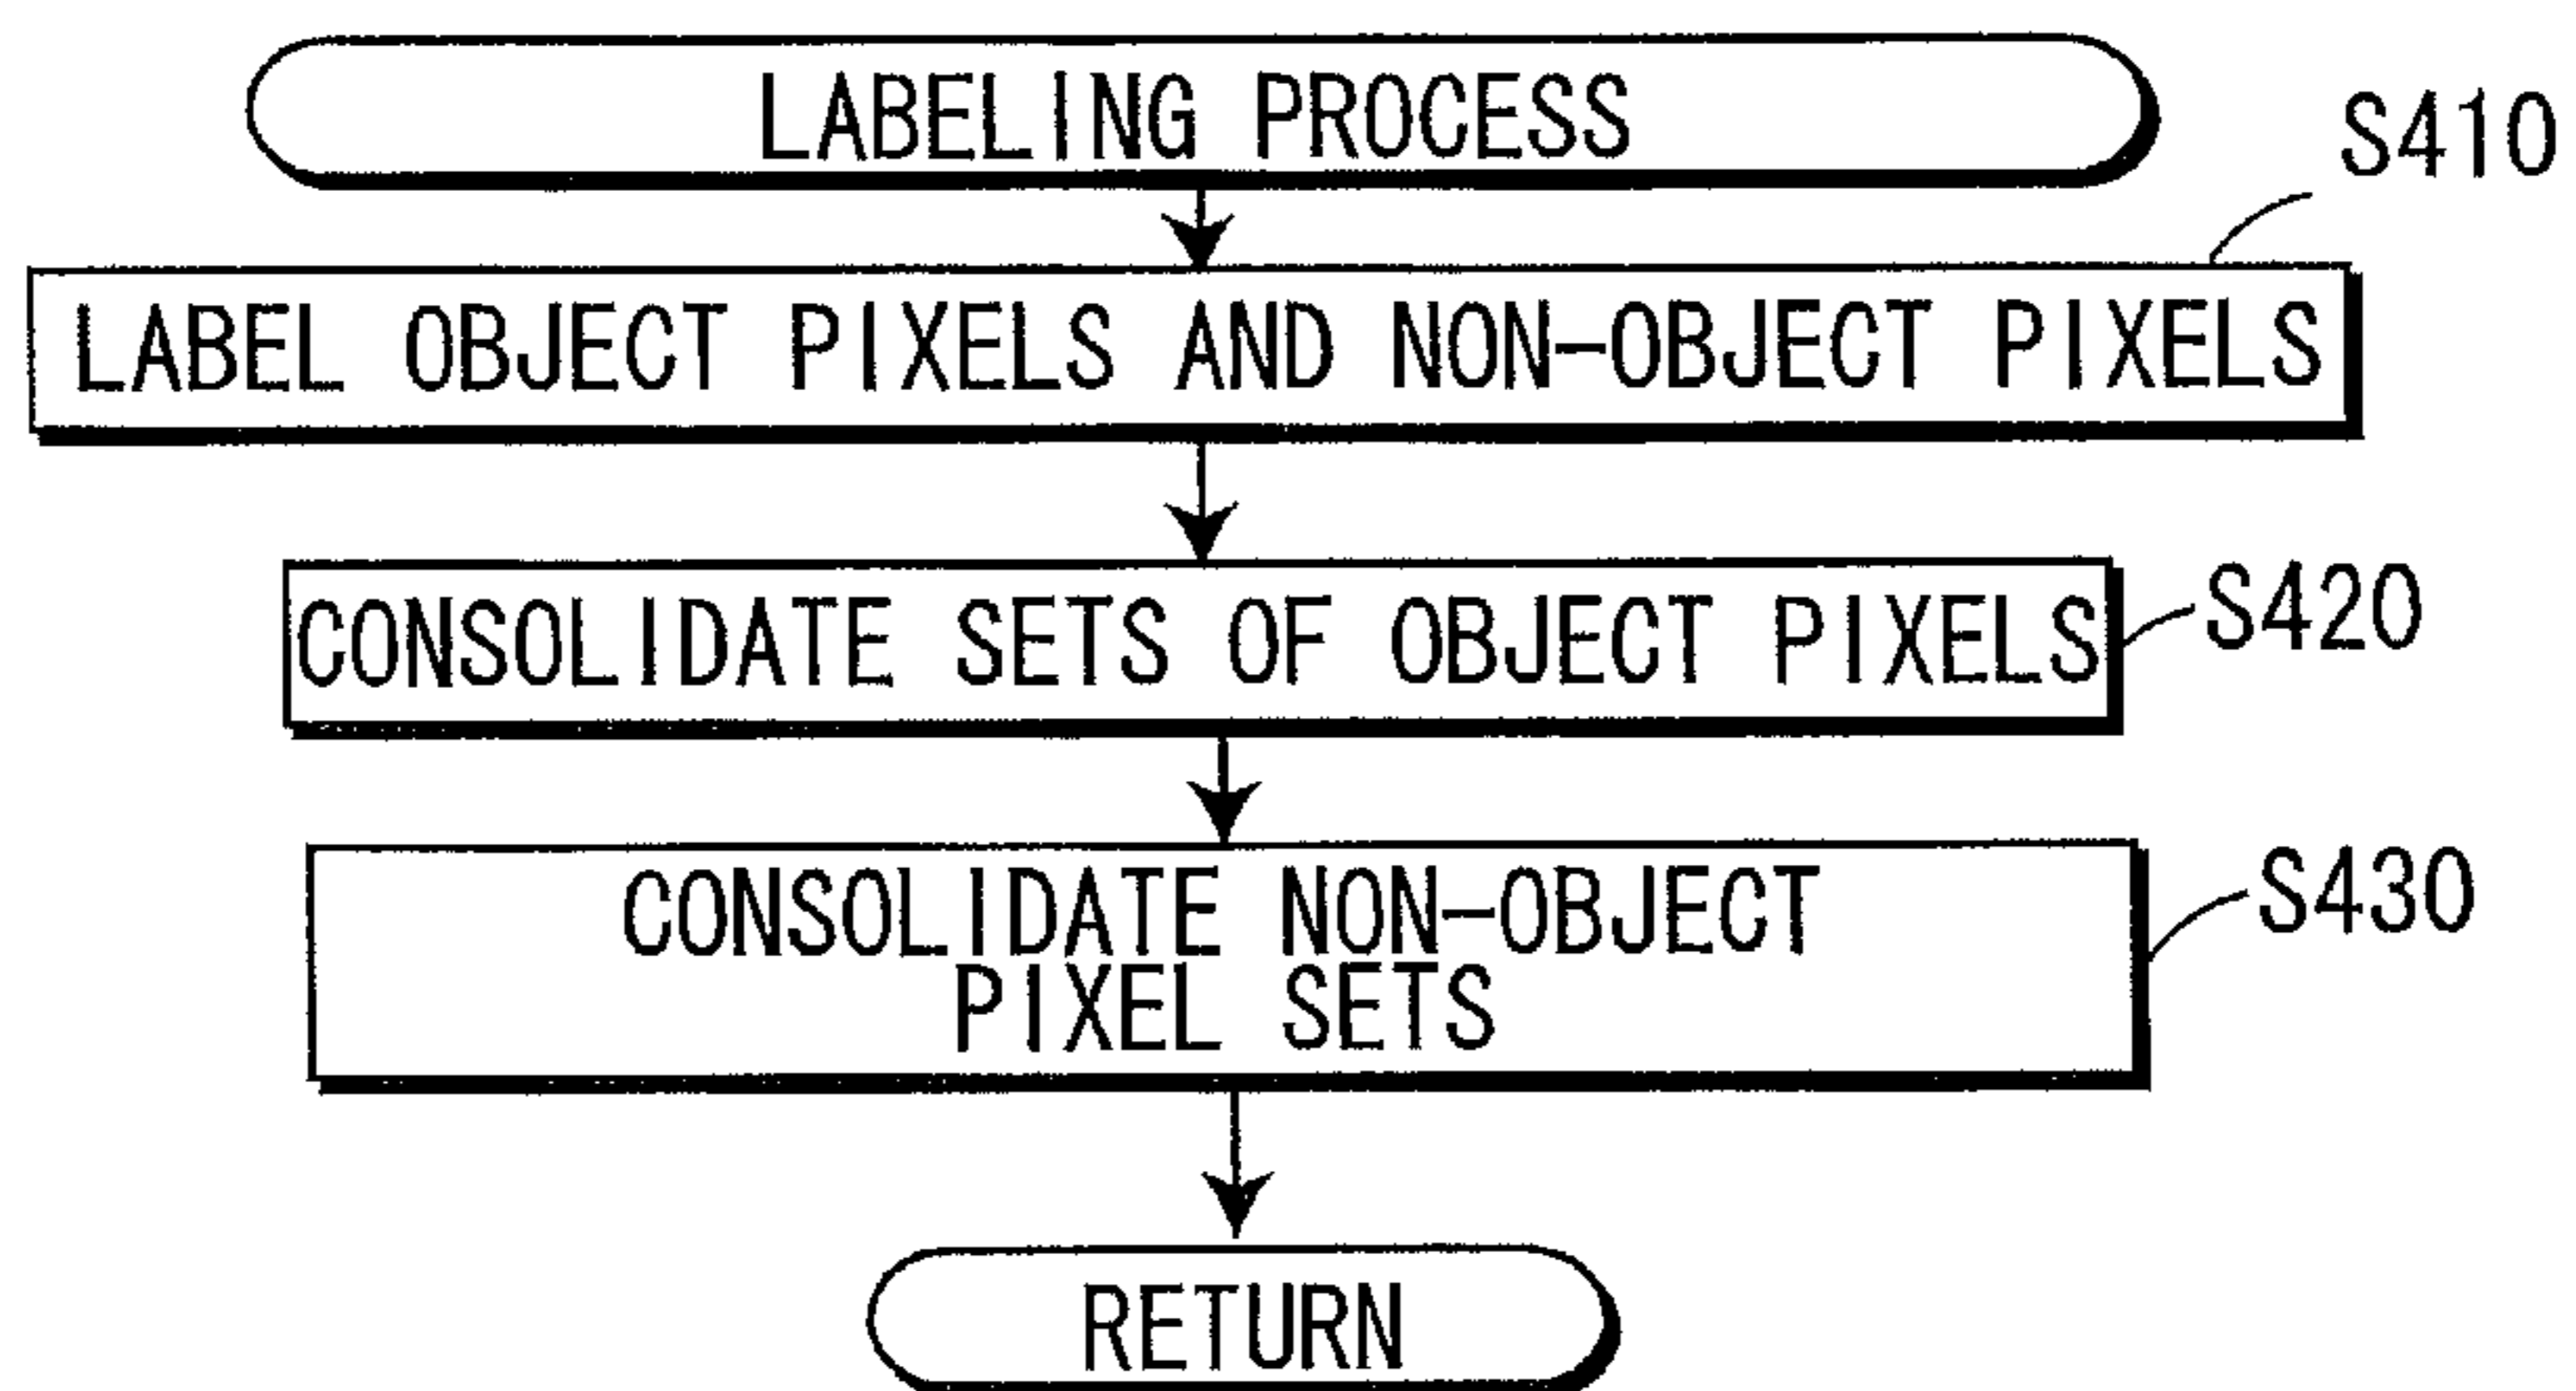 LABELING PROCESS
S410
LABEL OBJECT PIXELS AND NON-OBJECT PIXELS
CONSOLIDATE SETS OF OBJECT PIXELS
S420
CONSOLIDATE NON-OBJECT
PIXEL SETS
S430
RETURN